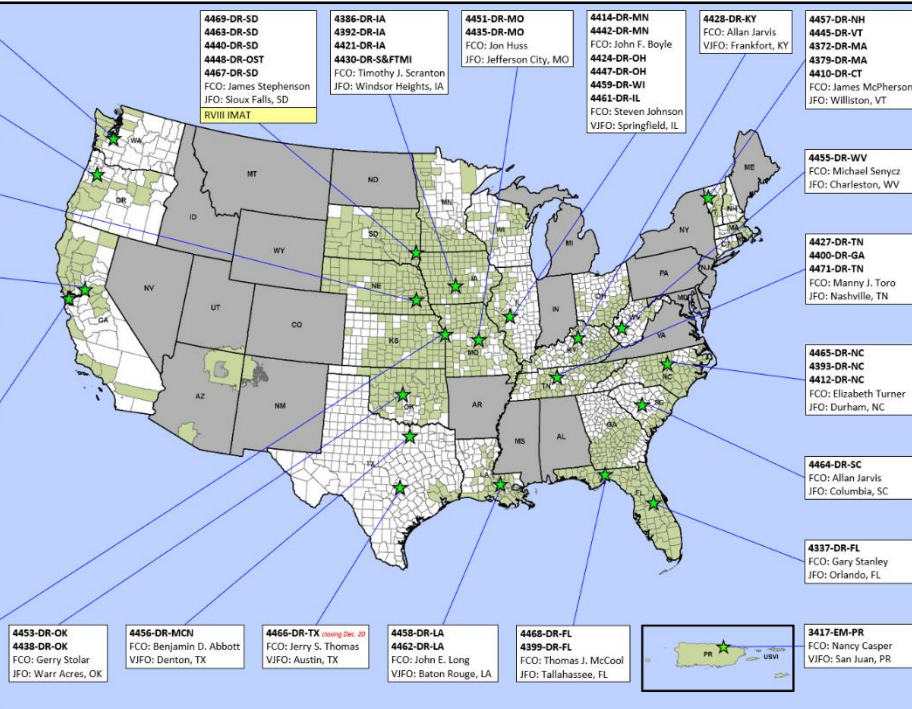 4469-DR-SD
4463-DR-SD
4440-DR-SD
4448-DR-OST
4467-DR-SD
FCO: James Stephenson
JFO: Sioux Falls, SD
RVIII IMAT
4386-DR-IA
4392-DR-IA
4421-DR-IA
4430-DR-S&FTMI
FCO: Timothy J. Scranton
JFO: Windsor Heights, IA
4451-DR-MO
4435-DR-MO
FCO: Jon Huss
JFO: Jefferson City, MO
4414-DR-MN
4442-DR-MN
FCO: John F. Boyle
4424-DR-OH
4447-DR-OH
4459-DR-WI
4461-DR-IL
FCO: Steven Johnson
VJFO: Springfield, IL
4428-DR-KY
FCO: Allan Jarvis
VJFO: Frankfort, KY
4457-DR-NH
4445-DR-VT
4372-DR-MA
4379-DR-MA
4410-DR-CT
FCO: James McPherson
JFO: Williston, VT
4455-DR-WV
FCO: Michael Senycz
JFO: Charleston, WV
4427-DR-TN
4400-DR-GA
4471-DR-TN
FCO: Manny J. Toro
JFO: Nashville, TN
4465-DR-NC
4393-DR-NC
4412-DR-NC
FCO: Elizabeth Turner
JFO: Durham, NC
4464-DR-SC
FCO: Allan Jarvis
JFO: Columbia, SC
4337-DR-FL
FCO: Gary Stanley
JFO: Orlando, FL
WA
MT
ND
MN
ME
OR
ID
SD
WI
MI
NY
NH
MA
CT
WY
IA
PA
NJ
NV
UT
NE
IN
OH
MD
CO
KS
MO
IL
WV
VA
CA
KY
AZ
NM
OK
AR
TN
NC
SC
TX
LA
MS
AL
GA
FL
4453-DR-OK
4438-DR-OK
FCO: Gerry Stolar
JFO: Warr Acres, OK
4456-DR-MCN
FCO: Benjamin D. Abbott
VJFO: Denton, TX
4466-DR-TX closing Dec. 20
FCO: Jerry S. Thomas
VJFO: Austin, TX
4458-DR-LA
4462-DR-LA
FCO: John E. Long
VJFO: Baton Rouge, LA
4468-DR-FL
4399-DR-FL
FCO: Thomas J. McCool
JFO: Tallahassee, FL
PR
USVI
3417-EM-PR
FCO: Nancy Casper
VJFO: San Juan, PR